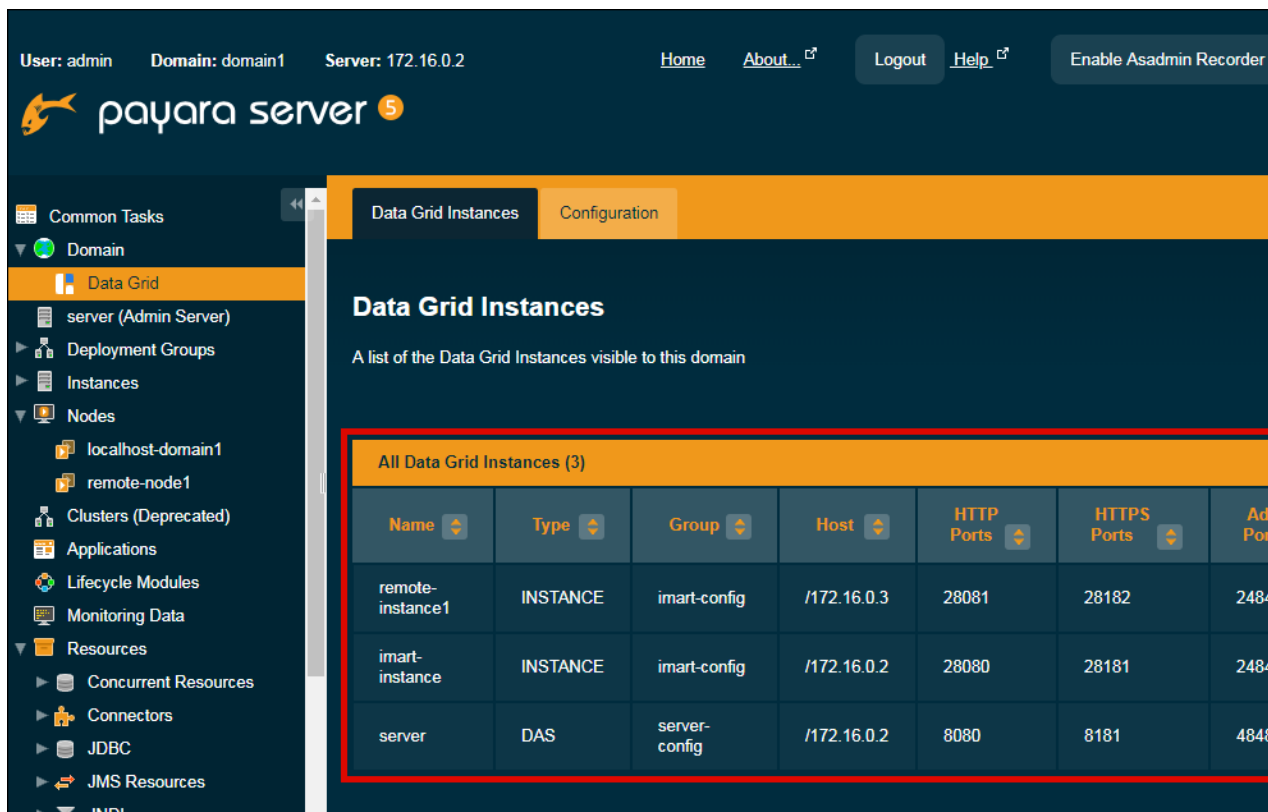 User: admin Domain: domain1 Server: 172.16.0.2 Home About... Logout Help Enable Asadmin Recorder
payara server 5
Common Tasks
Domain
Data Grid
server (Admin Server)
Deployment Groups
Instances
Nodes
localhost-domain1
remote-node1
Clusters (Deprecated)
Applications
Lifecycle Modules
Monitoring Data
Resources
Concurrent Resources
Connectors
JDBC
JMS Resources
Data Grid Instances Configuration
Data Grid Instances
A list of the Data Grid Instances visible to this domain
All Data Grid Instances (3)
Name Type Group Host HTTP Ports HTTPS Ports
remote-instance1 INSTANCE imart-config /172.16.0.3 28081 28182
imart-instance INSTANCE imart-config /172.16.0.2 28080 28181
server DAS server-config /172.16.0.2 8080 8181